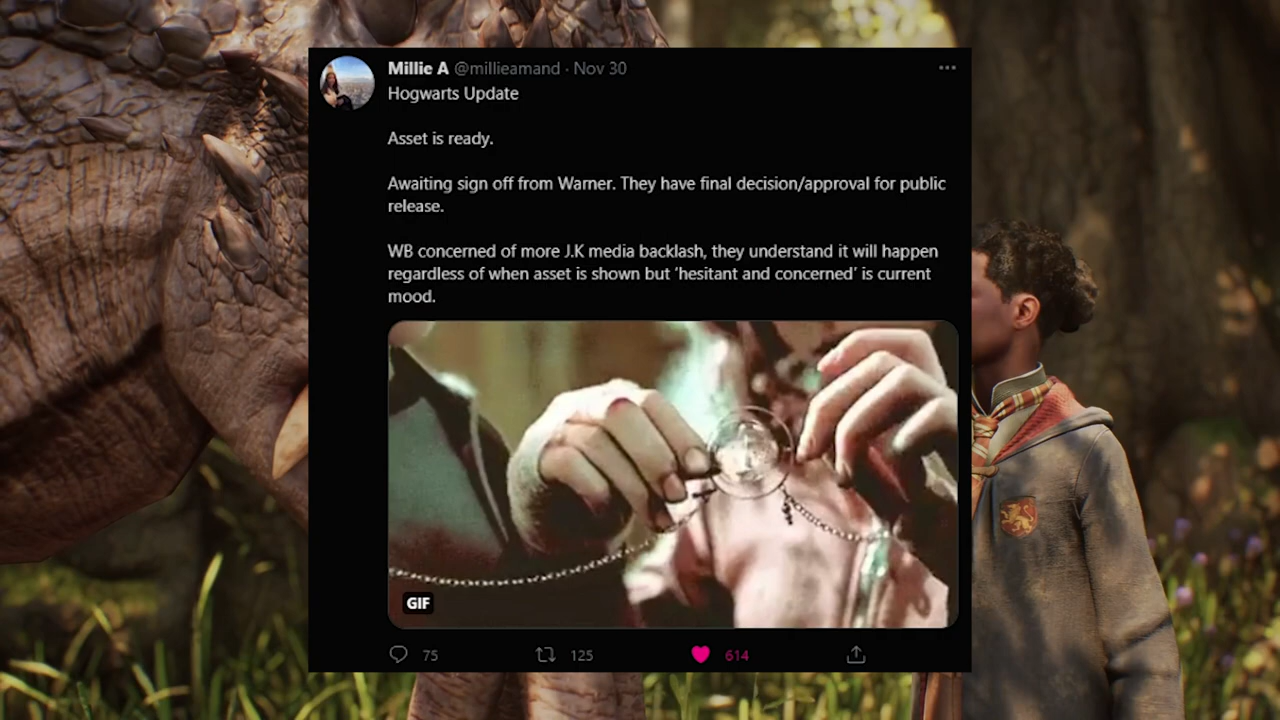 Millie A @millieamand · Nov 30
Hogwarts Update
Asset is ready.
Awaiting sign off from Warner. They have final decision/approval for public
release.
WB concerned of more J.K media backlash, they understand it will happen
regardless of when asset is shown but ‘hesitant and concerned’ is current
mood.
GIF
75 125 614